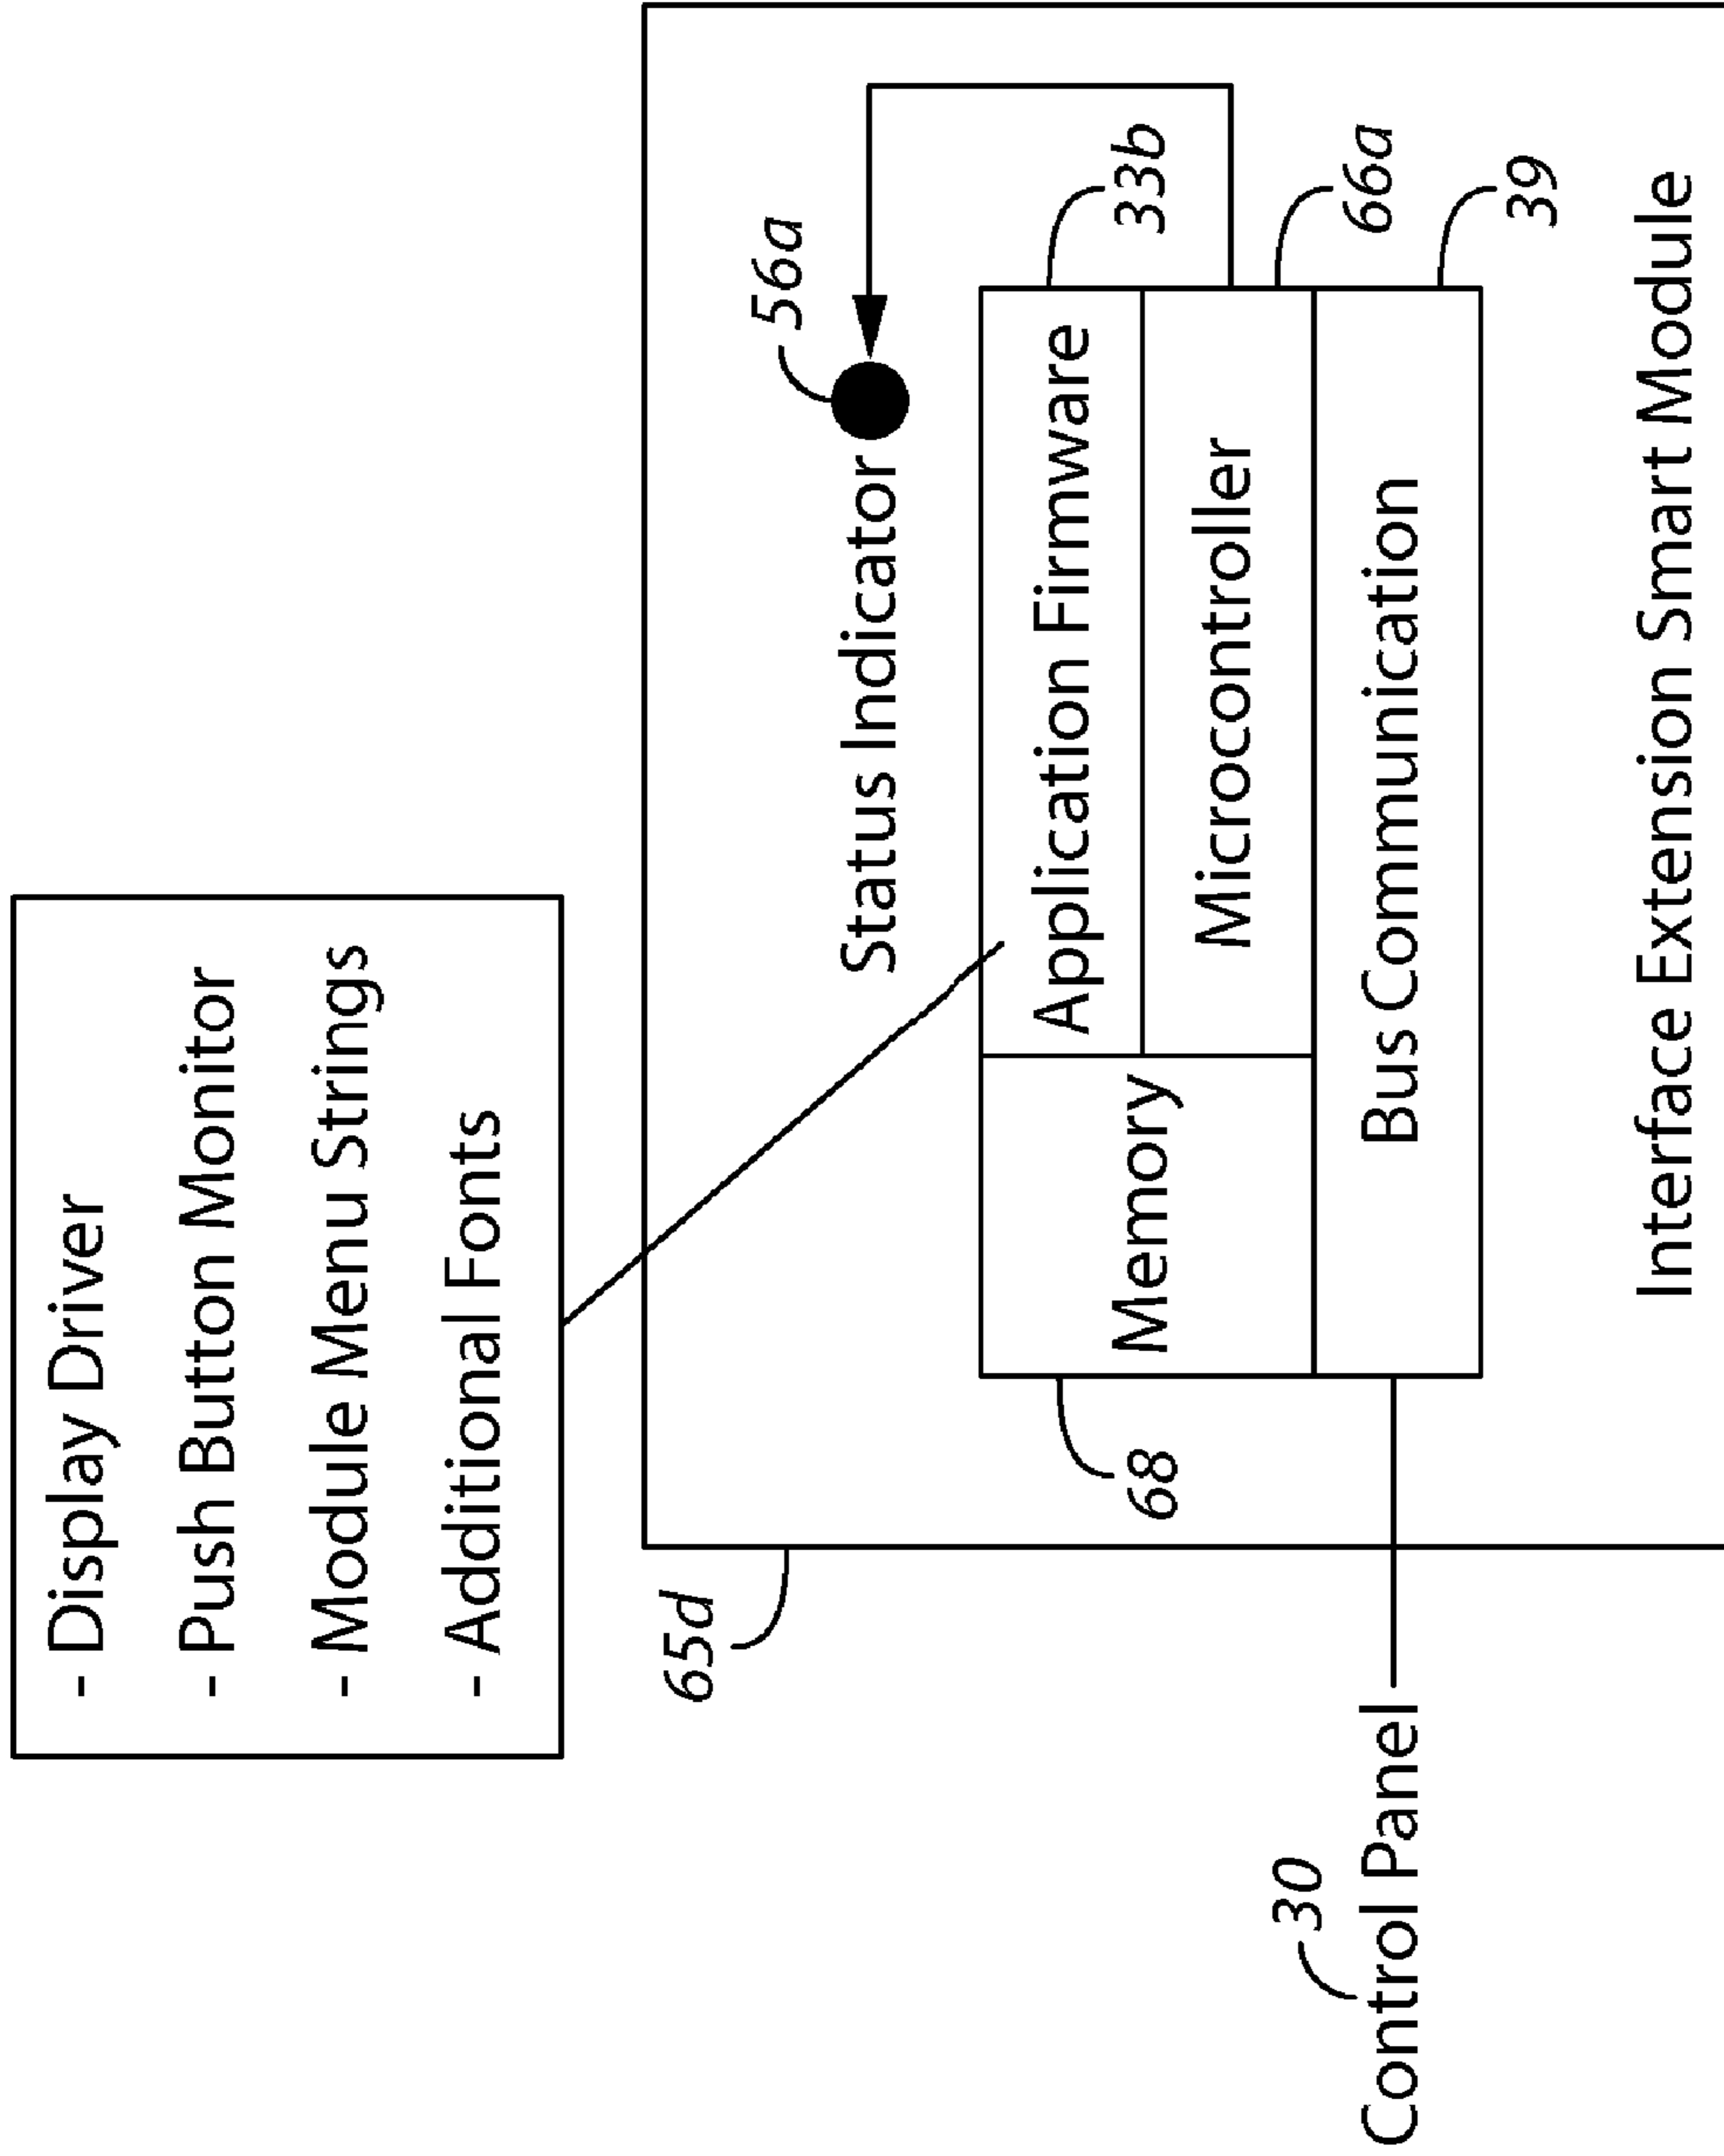 - Display Driver
- Push Button Monitor
- Module Menu Strings
- Additional Fonts
65d
56a
Status Indicator
68
Memory
Application Firmware
33b
Microcontroller
66a
30
Control Panel
Bus Communication
39
Interface Extension Smart Module